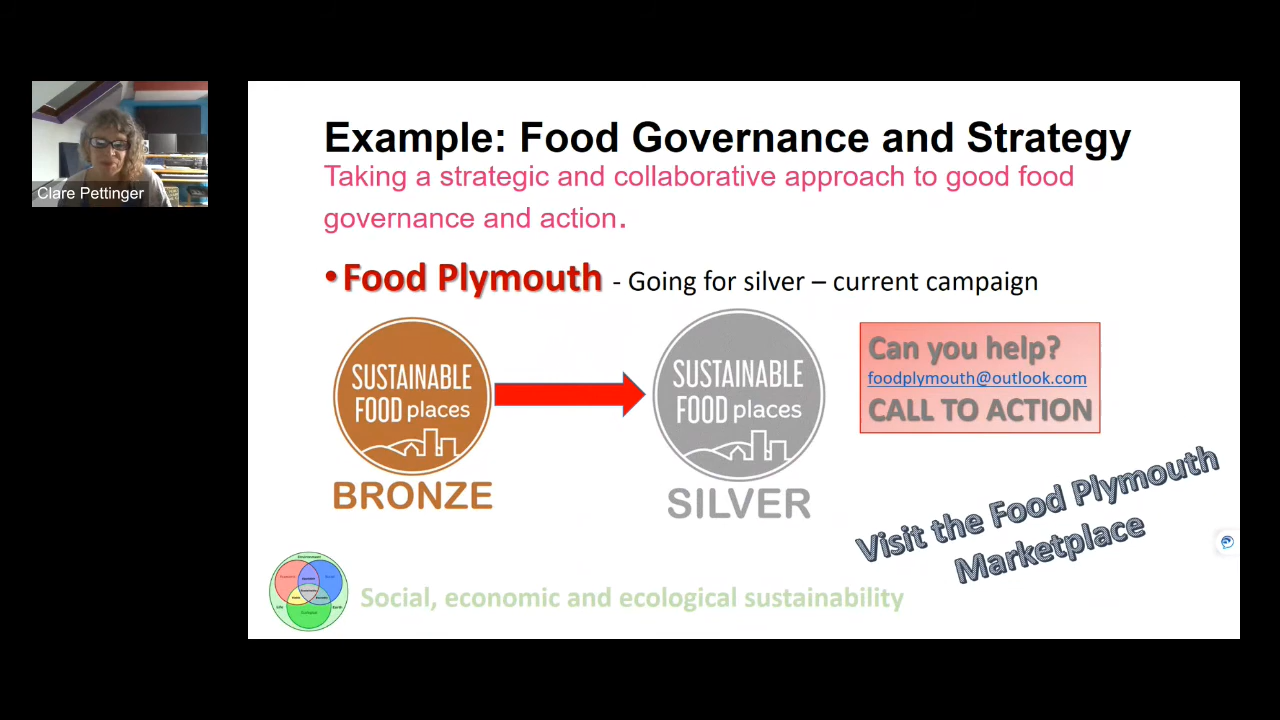 Clare Pettinger
Example: Food Governance and Strategy
Taking a strategic and collaborative approach to good food
governance and action.
•Food Plymouth - Going for silver – current campaign
SUSTAINABLE
FOOD places
BRONZE
SUSTAINABLE
FOOD places
SILVER
Can you help?
foodplymouth@outlook.com
CALL TO ACTION
Visit the Food Plymouth
Marketplace
Social, economic and ecological sustainability